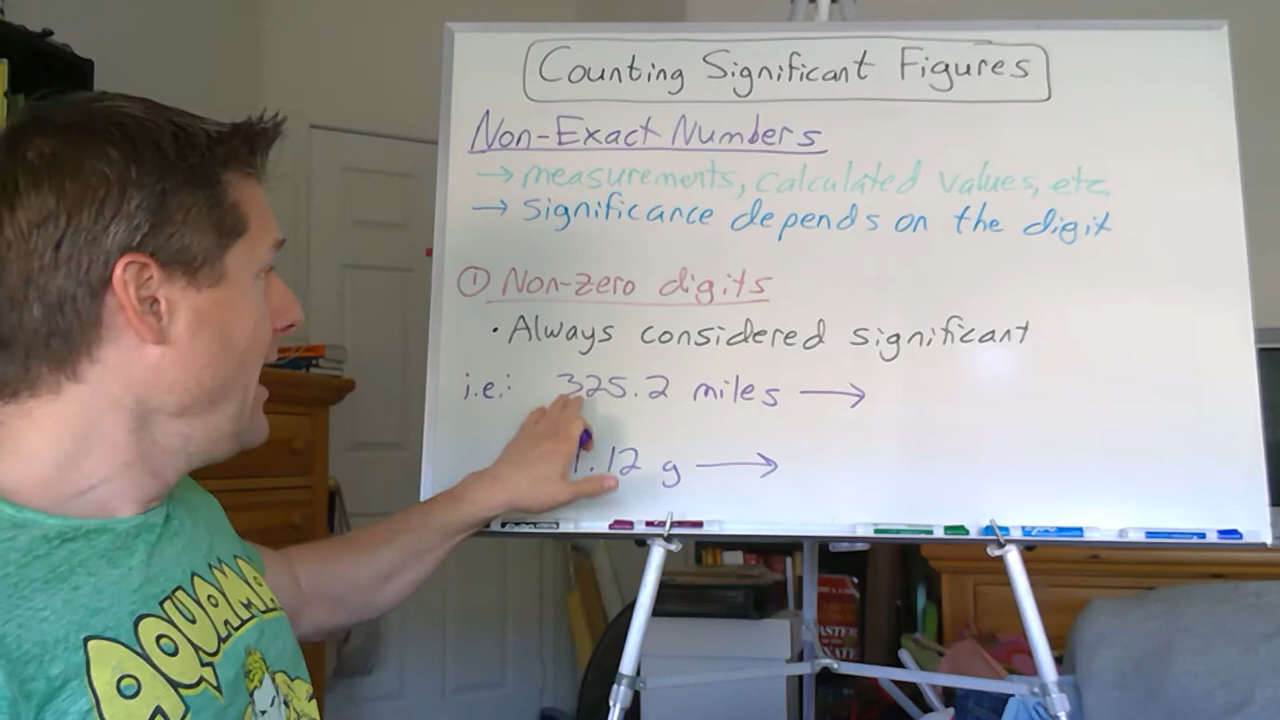 Counting Significant Figures
Non-Exact Numbers
→ measurements, calculated values, etc
→ significance depends on the digit
① Non-zero digits
• Always considered significant
i.e: 325.2 miles →
1.12 g →
AQUAMA